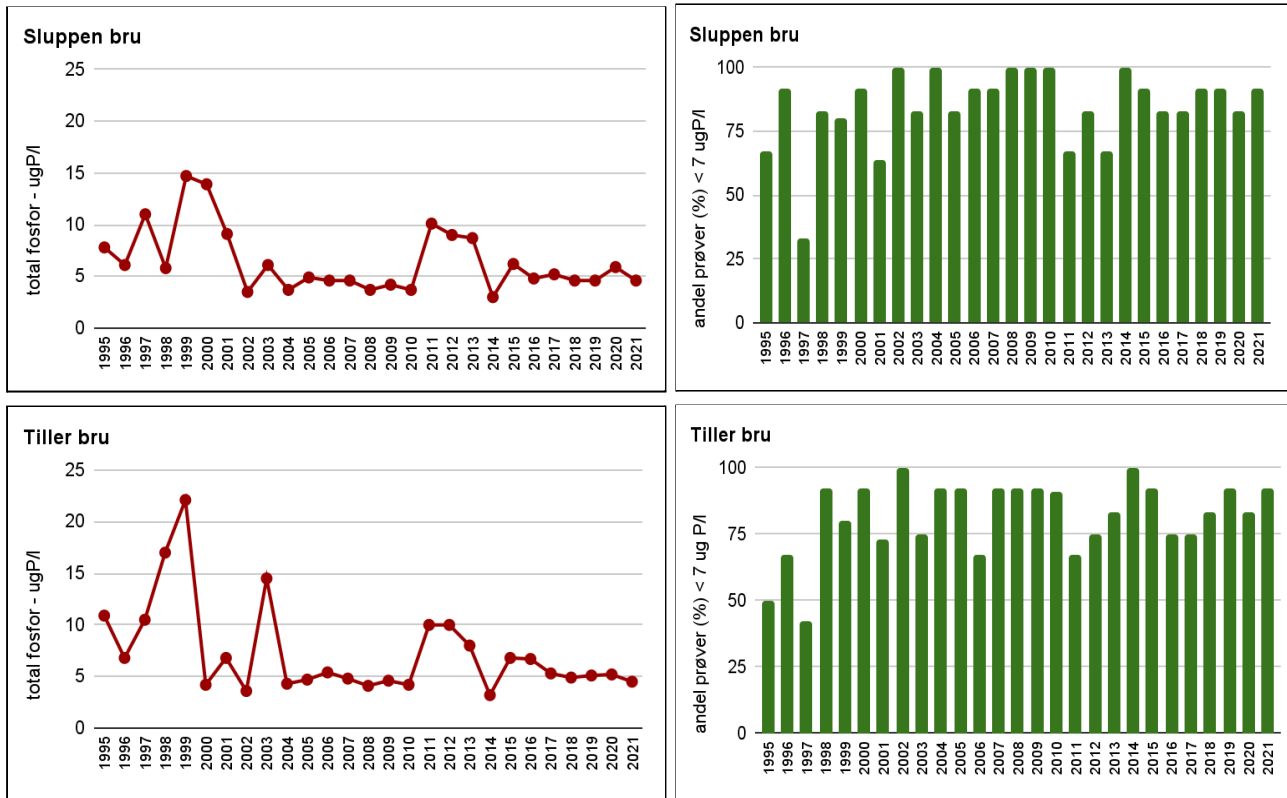 Sluppen bru
total fosfor - ugP/l
25
20
15
10
5
0
1995 1996 1997 1998 1999 2000 2001 2002 2003 2004 2005 2006 2007 2008 2009 2010 2011 2012 2013 2014 2015 2016 2017 2018 2019 2020 2021
Sluppen bru
andel prøver (%) < 7 ugP/l
100
75
50
25
0
1995 1996 1997 1998 1999 2000 2001 2002 2003 2004 2005 2006 2007 2008 2009 2010 2011 2012 2013 2014 2015 2016 2017 2018 2019 2020 2021
Tiller bru
total fosfor - ugP/l
25
20
15
10
5
0
1995 1996 1997 1998 1999 2000 2001 2002 2003 2004 2005 2006 2007 2008 2009 2010 2011 2012 2013 2014 2015 2016 2017 2018 2019 2020 2021
Tiller bru
andel prøver (%) < 7 ug P/l
100
75
50
25
0
1995 1996 1997 1998 1999 2000 2001 2002 2003 2004 2005 2006 2007 2008 2009 2010 2011 2012 2013 2014 2015 2016 2017 2018 2019 2020 2021